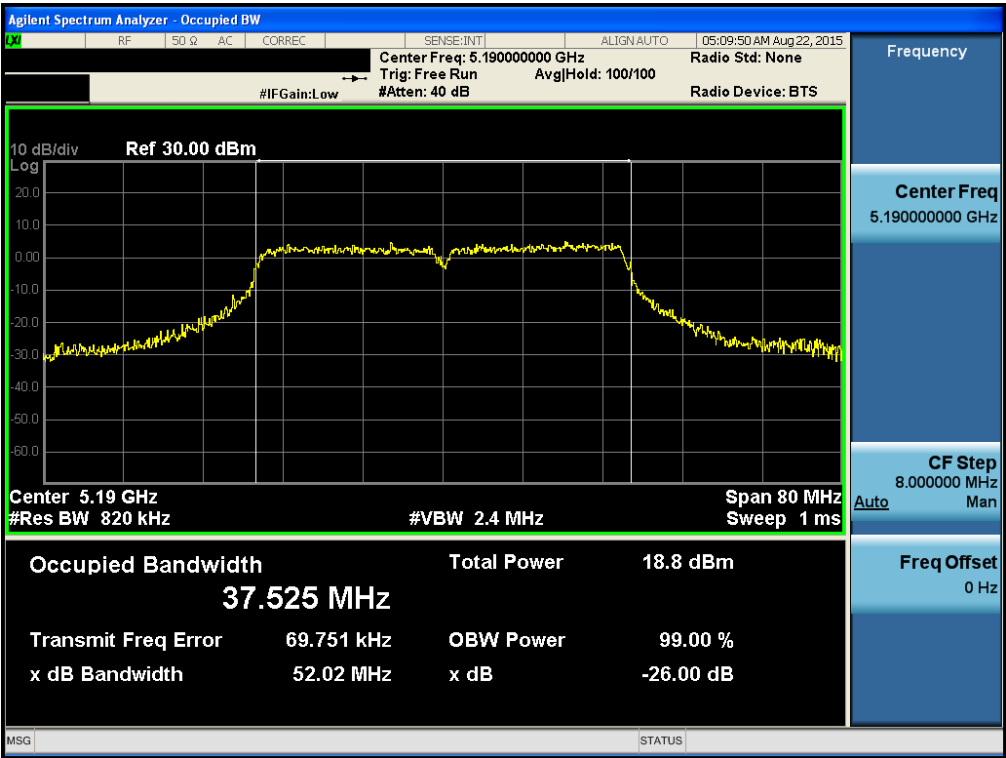 Agilent Spectrum Analyzer - Occupied BW
LXI RF 50 Ω AC CORREC SENSE:INT ALIGN AUTO 05:09:50 AM Aug 22, 2015
Center Freq: 5.190000000 GHz Radio Std: None
Trig: Free Run Avg|Hold: 100/100
#IFGain:Low #Atten: 40 dB Radio Device: BTS
10 dB/div Ref 30.00 dBm
Log
20.0
10.0
0.00
-10.0
-20.0
-30.0
-40.0
-50.0
-60.0
Center 5.19 GHz Span 80 MHz
#Res BW 820 kHz #VBW 2.4 MHz Sweep 1 ms
Occupied Bandwidth Total Power 18.8 dBm
37.525 MHz
Transmit Freq Error 69.751 kHz OBW Power 99.00 %
x dB Bandwidth 52.02 MHz x dB -26.00 dB
MSG STATUS
Frequency
Center Freq
5.190000000 GHz
CF Step
8.000000 MHz
Auto Man
Freq Offset
0 Hz